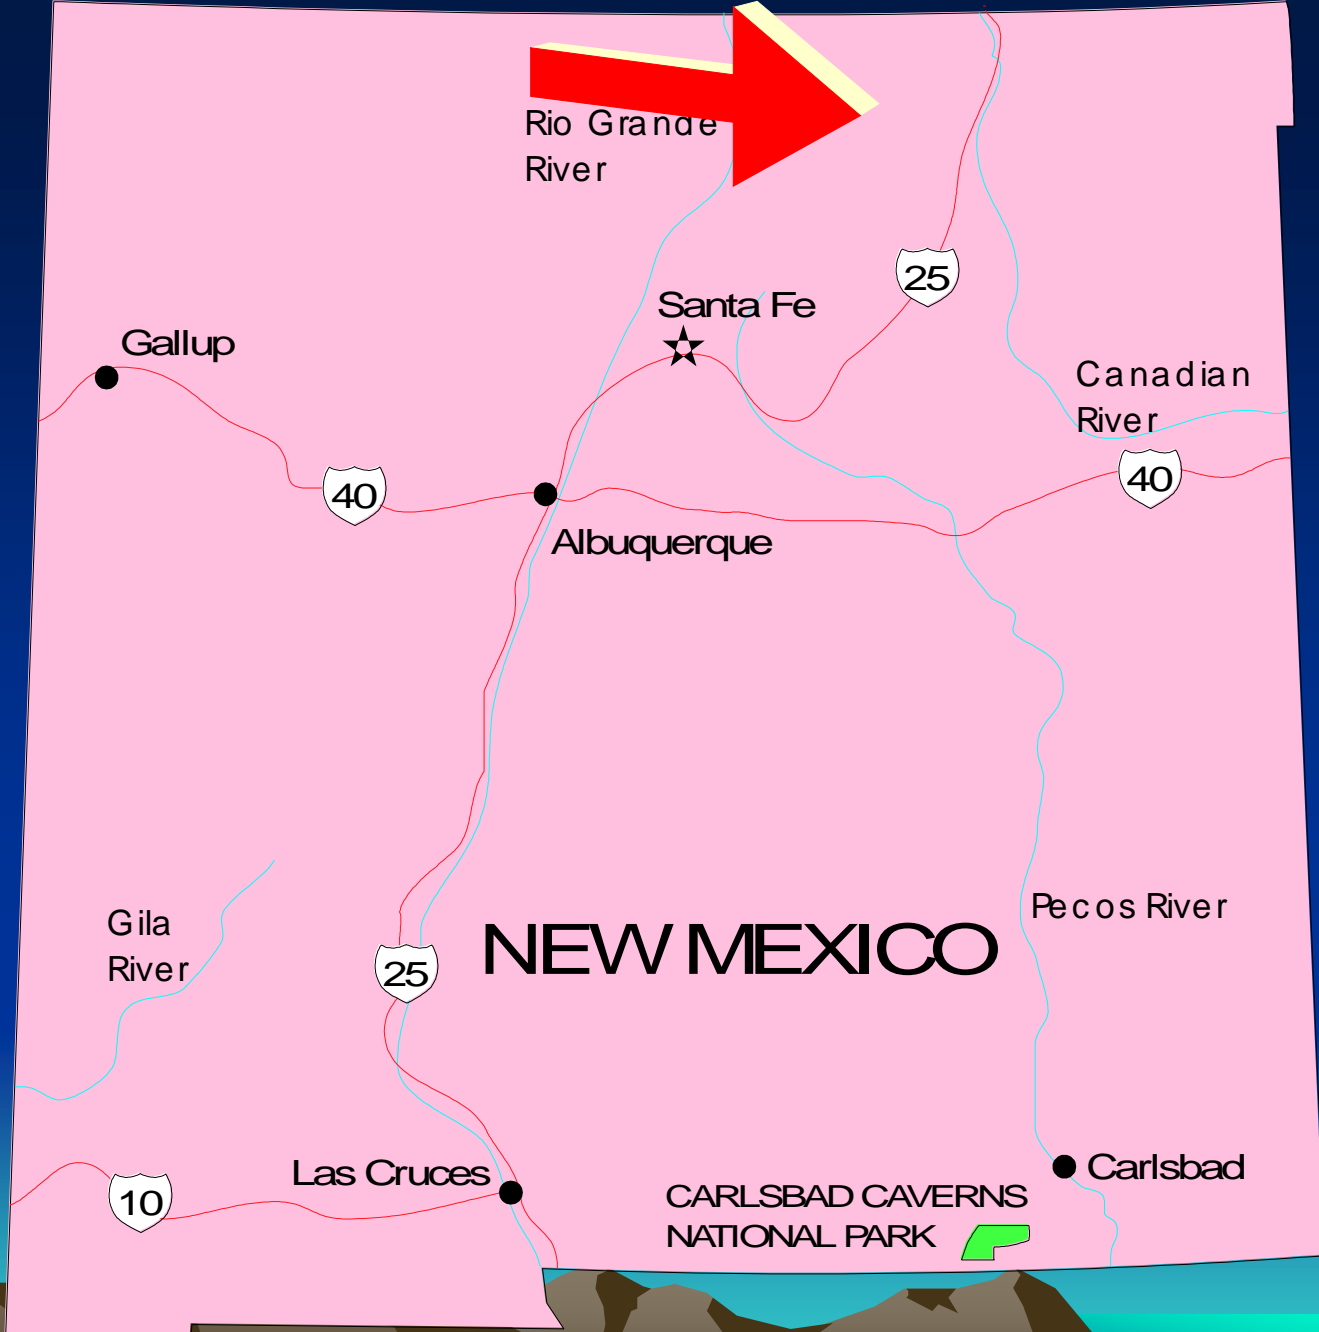 Rio Grande
River
25
Santa Fe
Gallup
Canadian
River
40
40
Albuquerque
Gila
River
Pecos River
25
NEW MEXICO
Las Cruces
Carlsbad
10
CARLSBAD CAVERNS
NATIONAL PARK